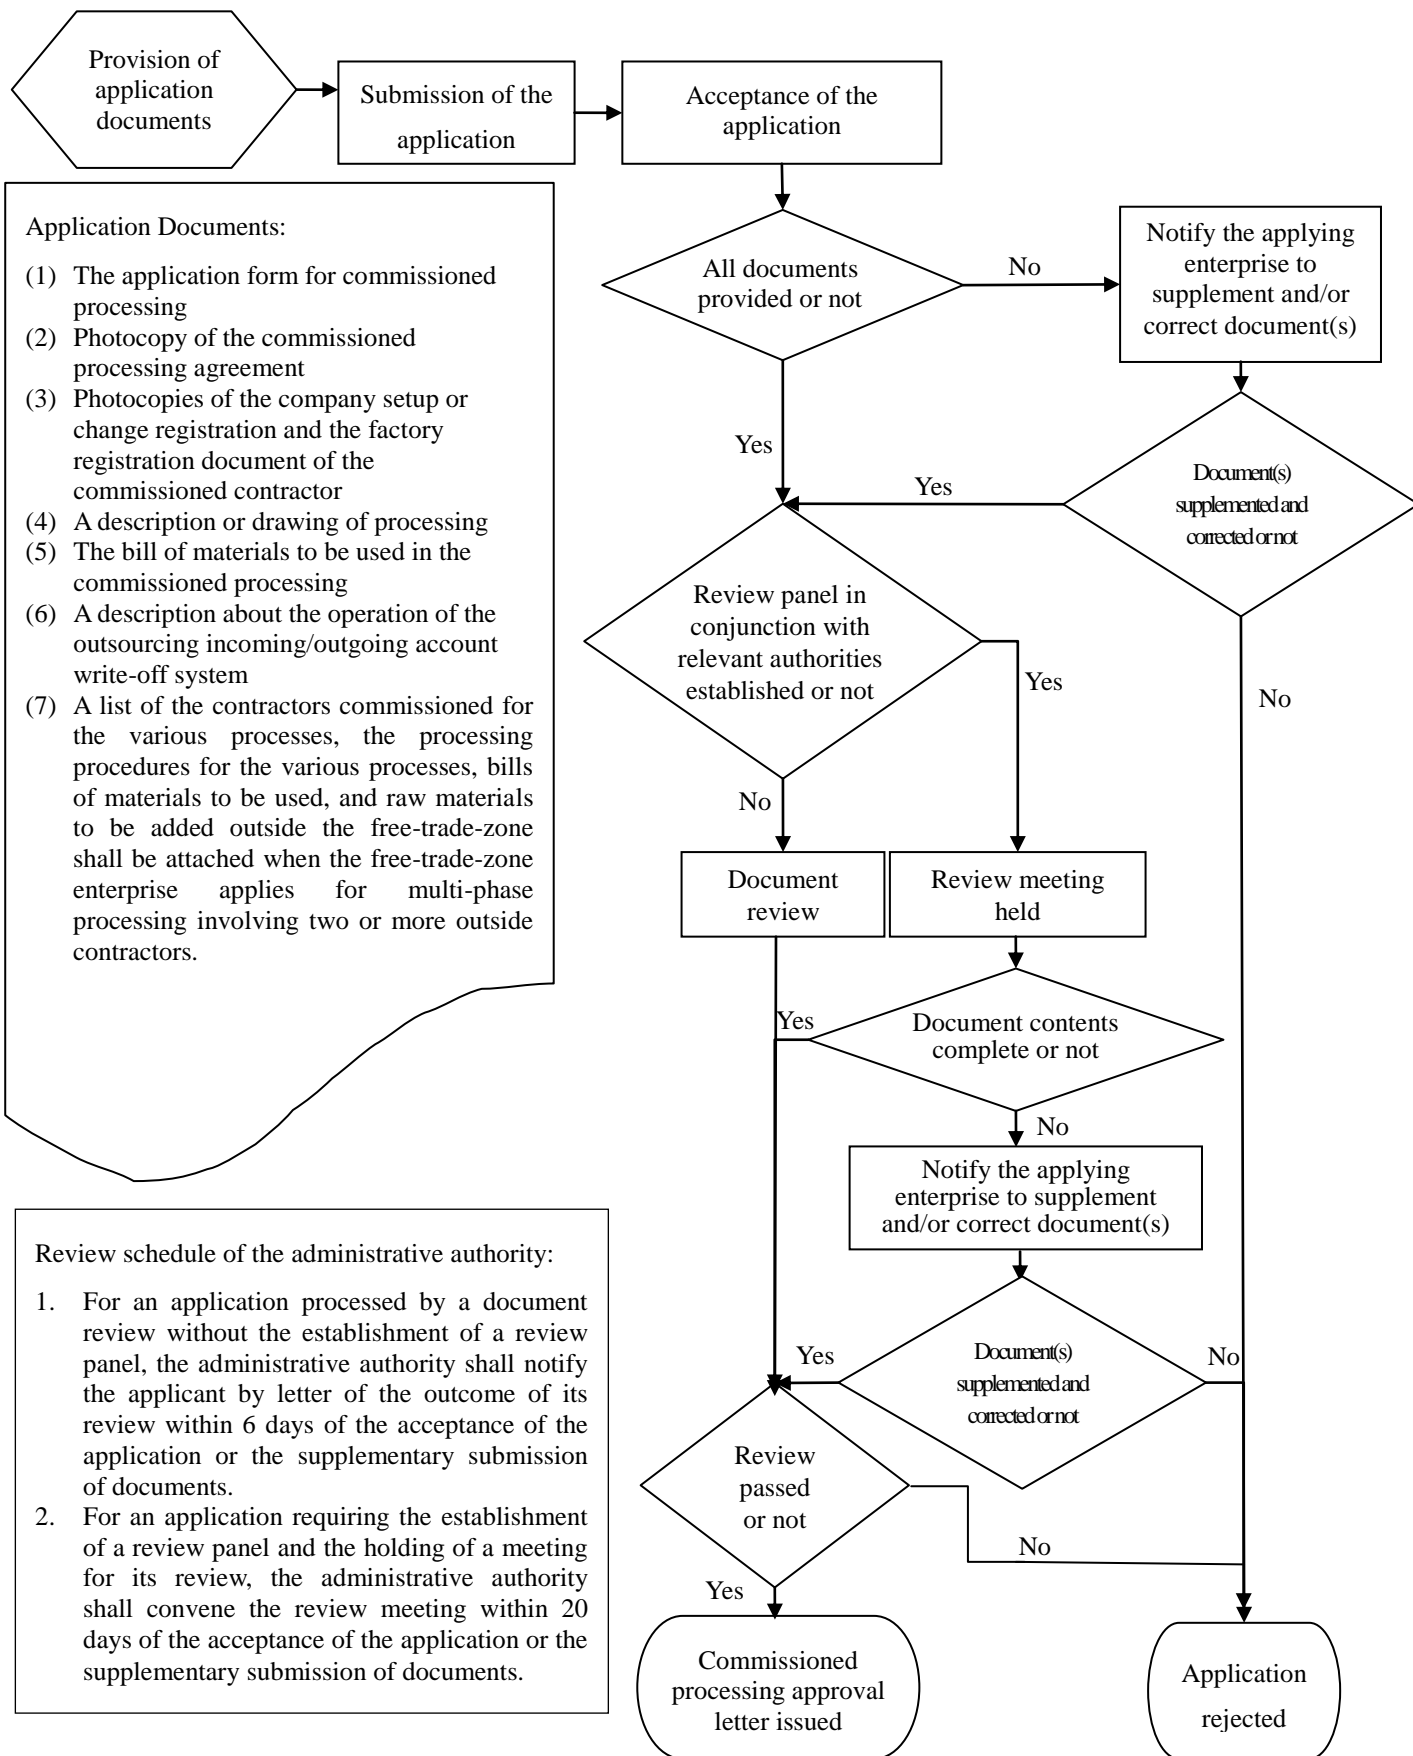 Provision of
application
documents
Submission of the
application
Acceptance of the
application
Application Documents:
(1) The application form for commissioned
processing
(2) Photocopy of the commissioned
processing agreement
(3) Photocopies of the company setup or
change registration and the factory
registration document of the
commissioned contractor
(4) A description or drawing of processing
(5) The bill of materials to be used in the
commissioned processing
(6) A description about the operation of the
outsourcing incoming/outgoing account
write-off system
(7) A list of the contractors commissioned for
the various processes, the processing
procedures for the various processes, bills
of materials to be used, and raw materials
to be added outside the free-trade-zone
shall be attached when the free-trade-zone
enterprise applies for multi-phase
processing involving two or more outside
contractors.
All documents
provided or not
No
Notify the applying
enterprise to
supplement and/or
correct document(s)
Yes
Yes
Document(s)
supplemented and
corrected or not
Review panel in
conjunction with
relevant authorities
established or not
Yes
No
No
Document
review
Review meeting
held
Yes
Document contents
complete or not
No
Notify the applying
enterprise to supplement
and/or correct document(s)
Review schedule of the administrative authority:
1. For an application processed by a document
review without the establishment of a review
panel, the administrative authority shall notify
the applicant by letter of the outcome of its
review within 6 days of the acceptance of the
application or the supplementary submission
of documents.
2. For an application requiring the establishment
of a review panel and the holding of a meeting
for its review, the administrative authority
shall convene the review meeting within 20
days of the acceptance of the application or the
supplementary submission of documents.
Yes
Document(s)
supplemented and
corrected or not
No
Review
passed
or not
No
Yes
Commissioned
processing approval
letter issued
Application
rejected